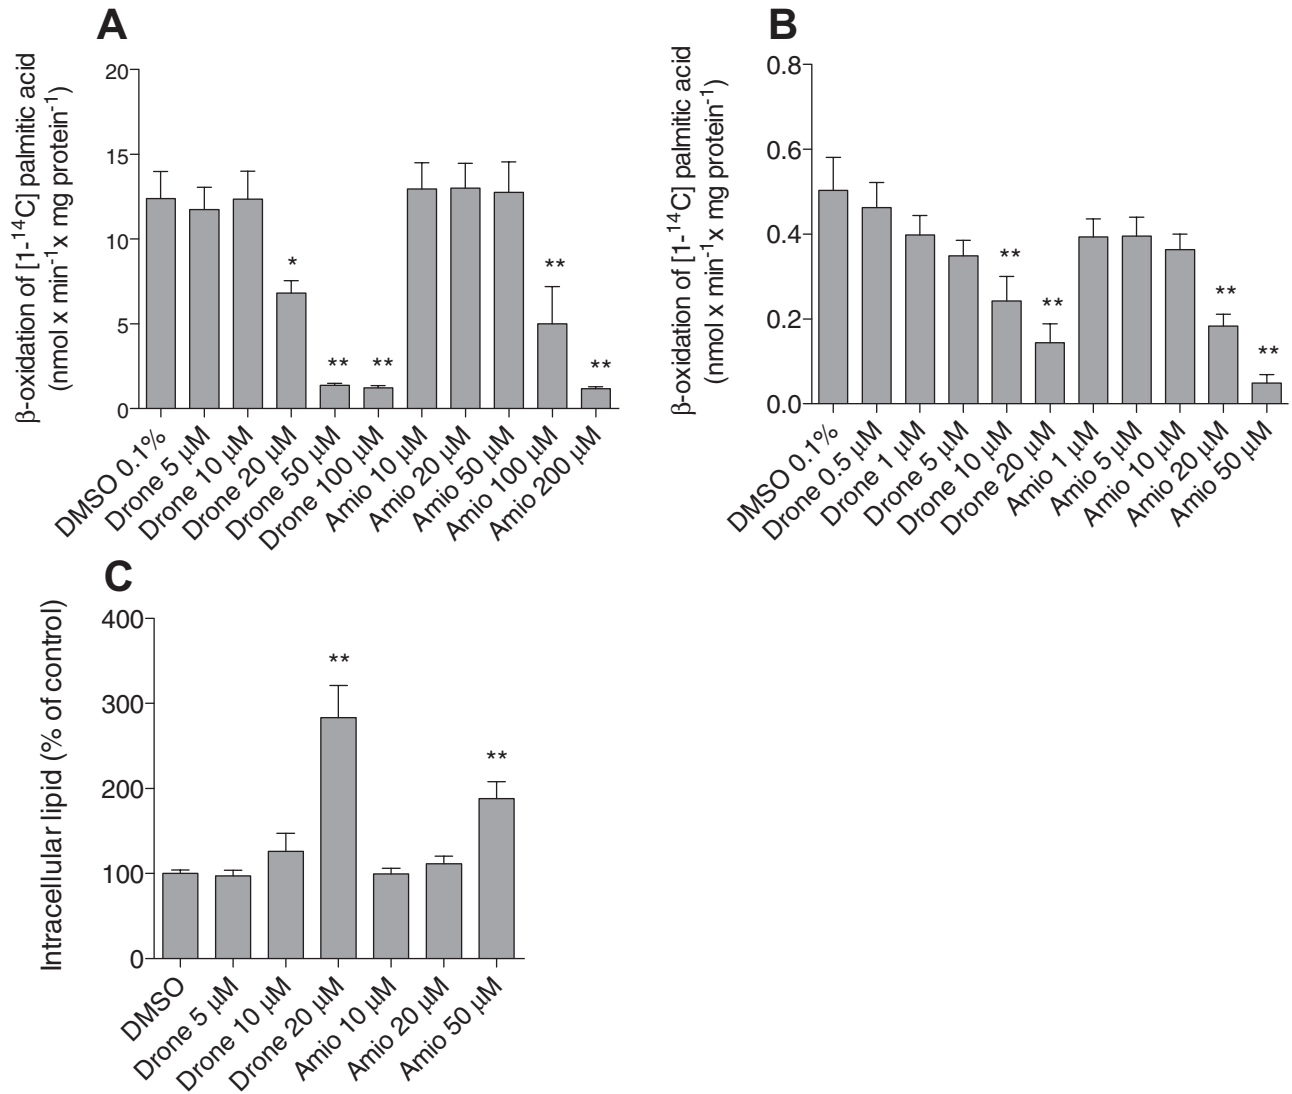 A
β-oxidation of [1-¹⁴C] palmitic acid
(nmol x min⁻¹x mg protein⁻¹)
20
15
10
5
0
*
**
**
**
**
DMSO 0.1%
Drone 5 μM
Drone 10 μM
Drone 20 μM
Drone 50 μM
Drone 100 μM
Amio 10 μM
Amio 20 μM
Amio 50 μM
Amio 100 μM
Amio 200 μM
B
β-oxidation of [1-¹⁴C] palmitic acid
(nmol x min⁻¹x mg protein⁻¹)
0.8
0.6
0.4
0.2
0.0
**
**
**
**
DMSO 0.1%
Drone 0.5 μM
Drone 1 μM
Drone 5 μM
Drone 10 μM
Drone 20 μM
Amio 1 μM
Amio 5 μM
Amio 10 μM
Amio 20 μM
Amio 50 μM
C
Intracellular lipid (% of control)
400
300
200
100
0
**
**
DMSO
Drone 5 μM
Drone 10 μM
Drone 20 μM
Amio 10 μM
Amio 20 μM
Amio 50 μM